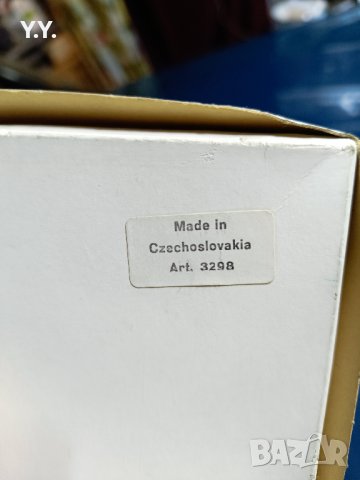 Y.Y.
Made in
Czechoslovakia
Art. 3298
BAZAR